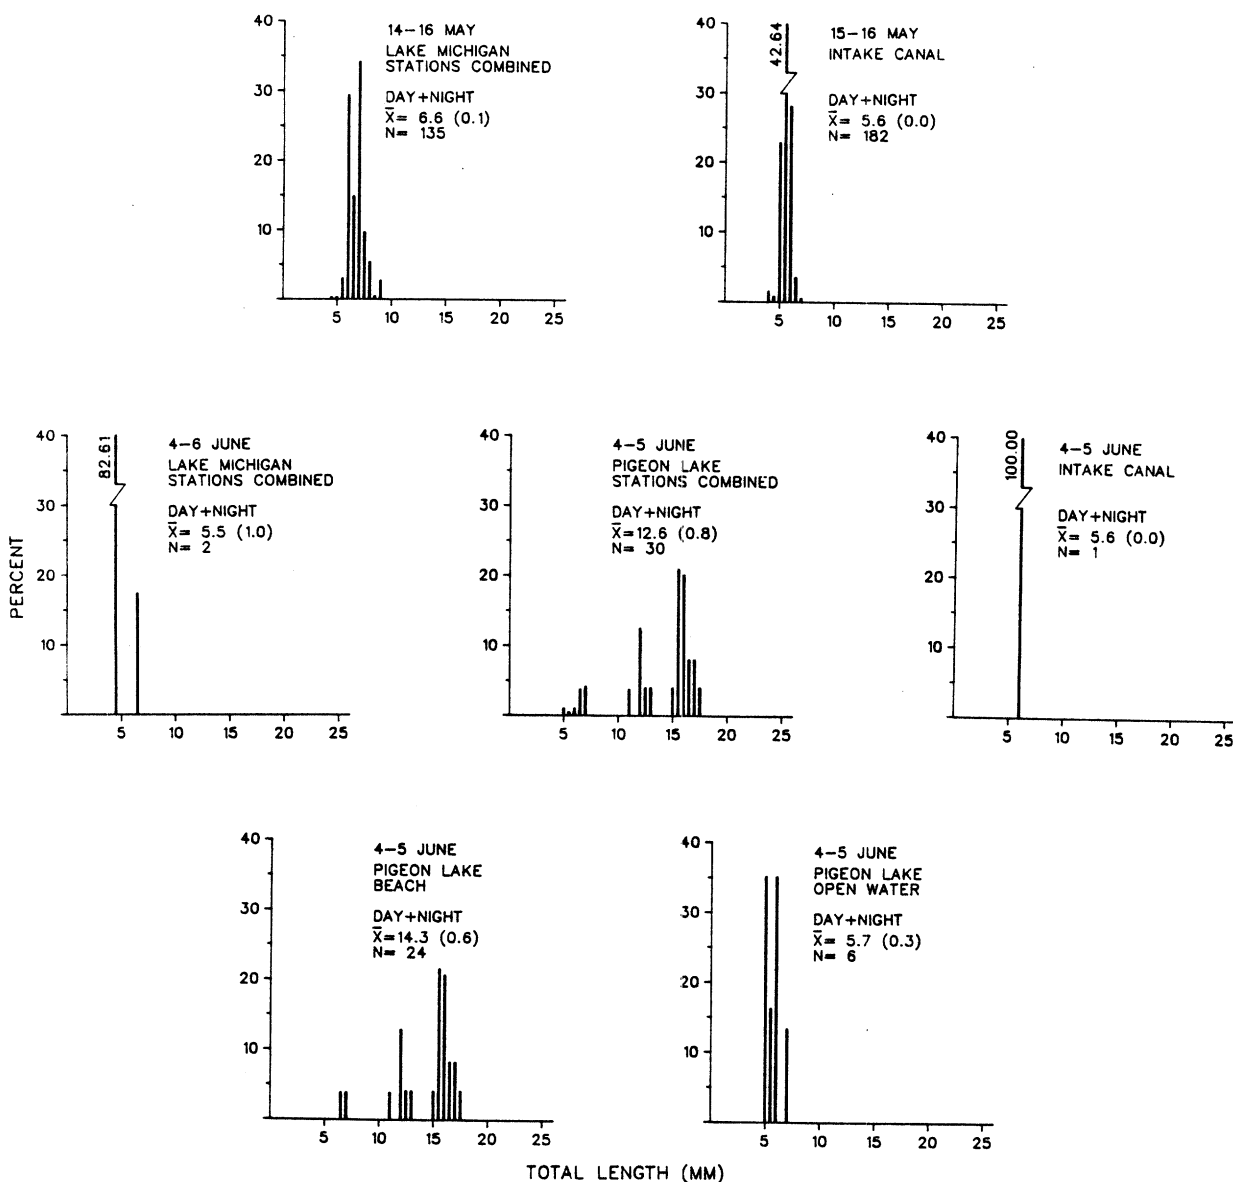 40
30
20
10
5 10 15 20 25
14-16 MAY
LAKE MICHIGAN
STATIONS COMBINED
DAY+NIGHT
X̅= 6.6 (0.1)
N= 135
40
30
20
10
5 10 15 20 25
42.64
15-16 MAY
INTAKE CANAL
DAY+NIGHT
X̅= 5.6 (0.0)
N= 182
PERCENT
40
30
20
10
5 10 15 20 25
82.61
4-6 JUNE
LAKE MICHIGAN
STATIONS COMBINED
DAY+NIGHT
X̅= 5.5 (1.0)
N= 2
40
30
20
10
5 10 15 20 25
4-5 JUNE
PIGEON LAKE
STATIONS COMBINED
DAY+NIGHT
X̅=12.6 (0.8)
N= 30
40
30
20
10
5 10 15 20 25
100.00
4-5 JUNE
INTAKE CANAL
DAY+NIGHT
X̅= 5.6 (0.0)
N= 1
40
30
20
10
5 10 15 20 25
4-5 JUNE
PIGEON LAKE
BEACH
DAY+NIGHT
X̅=14.3 (0.6)
N= 24
40
30
20
10
5 10 15 20 25
4-5 JUNE
PIGEON LAKE
OPEN WATER
DAY+NIGHT
X̅= 5.7 (0.3)
N= 6
TOTAL LENGTH (MM)